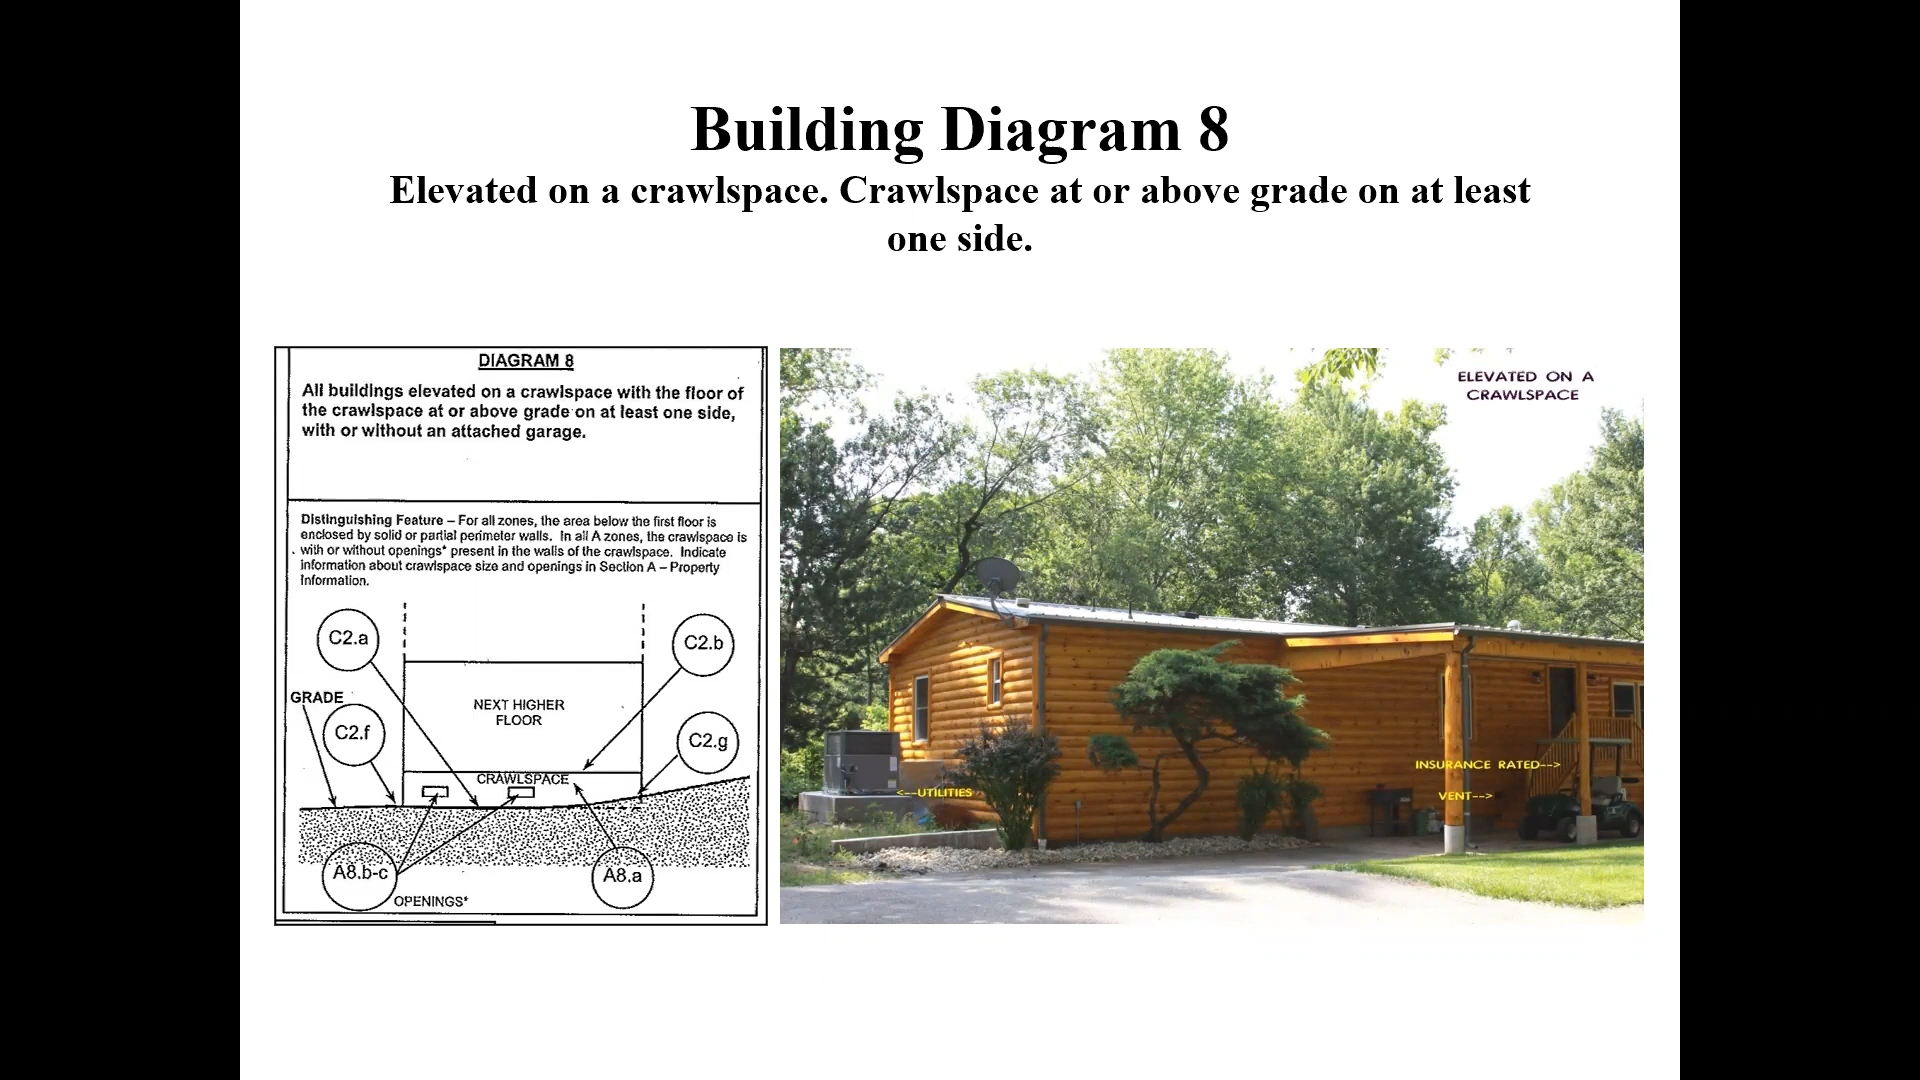 Building Diagram 8
Elevated on a crawlspace. Crawlspace at or above grade on at least
one side.
DIAGRAM 8
All buildings elevated on a crawlspace with the floor of
the crawlspace at or above grade on at least one side,
with or without an attached garage.
Distinguishing Feature – For all zones, the area below the first floor is
enclosed by solid or partial perimeter walls. In all A zones, the crawlspace is
with or without openings* present in the walls of the crawlspace. Indicate
information about crawlspace size and openings in Section A – Property
Information.
C2.a
C2.b
GRADE
NEXT HIGHER
FLOOR
C2.f
C2.g
CRAWLSPACE
A8.b-c
A8.a
OPENINGS*
ELEVATED ON A
CRAWLSPACE
INSURANCE RATED-->
<--UTILITIES
VENT-->